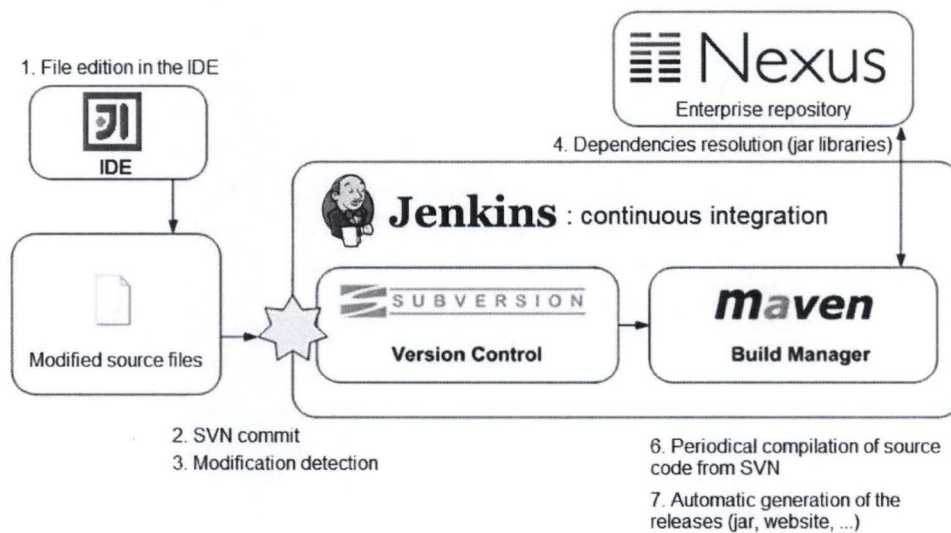 1. File edition in the IDE
IDE
Nexus
Enterprise repository
4. Dependencies resolution (jar libraries)
Jenkins : continuous integration
Modified source files
SUBVERSION
Version Control
maven
Build Manager
2. SVN commit
3. Modification detection
6. Periodical compilation of source
code from SVN
7. Automatic generation of the
releases (jar, website, ...)